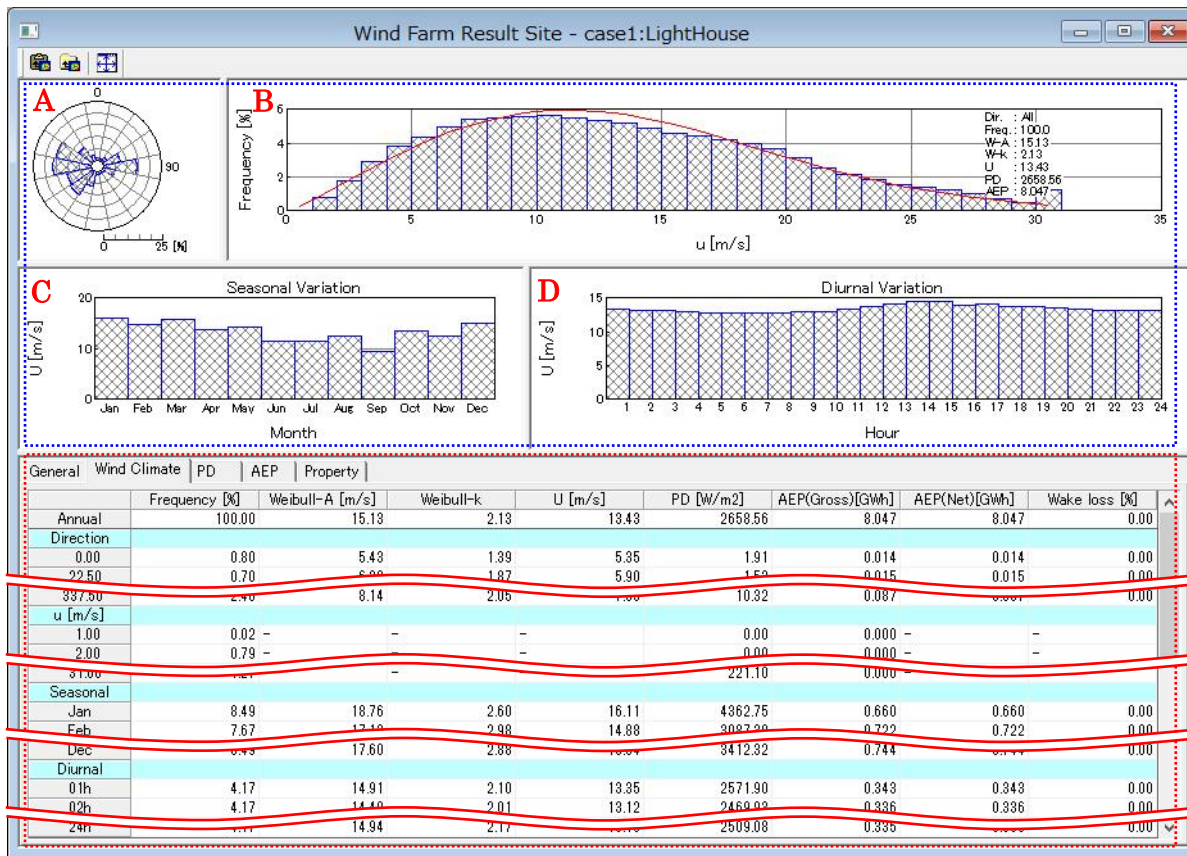 Wind Farm Result Site - case1:LightHouse
A
0
90
0 25 [%]
B
Frequency [%]
6
4
2
0
0 5 10 15 20 25 30 35
u [m/s]
Dir. : All
Freq. : 100.0
W-A : 15.13
W-k : 2.13
U : 13.43
PD : 2658.56
AEP : 8.047
C
Seasonal Variation
U [m/s]
20
10
0
Jan Feb Mar Apr May Jun Jul Aug Sep Oct Nov Dec
Month
D
Diurnal Variation
U [m/s]
15
10
5
0
1 2 3 4 5 6 7 8 9 10 11 12 13 14 15 16 17 18 19 20 21 22 23 24
Hour
General Wind Climate PD AEP Property
Frequency [%] Weibull-A [m/s] Weibull-k U [m/s] PD [W/m2] AEP(Gross)[GWh] AEP(Net)[GWh] Wake loss [%]
Annual 100.00 15.13 2.13 13.43 2658.56 8.047 8.047 0.00
Direction
0.00 0.80 5.43 1.39 5.35 1.91 0.014 0.014 0.00
22.50 0.70 1.87 5.90 0.015 0.015 0.00
337.50 8.14 2.05 10.32 0.087 0.00
u [m/s]
1.00 0.02 - - - 0.00 0.000 - -
2.00 0.79 - - - 0.00 0.000 - -
31.00 - - 221.10 0.000 -
Seasonal
Jan 8.49 18.76 2.60 16.11 4362.75 0.660 0.660 0.00
Feb 7.67 2.98 14.88 0.722 0.722 0.00
Dec 17.60 2.88 3412.32 0.744 0.00
Diurnal
01h 4.17 14.91 2.10 13.35 2571.90 0.343 0.343 0.00
02h 4.17 2.01 13.12 0.336 0.336 0.00
24h 14.94 2.17 2509.08 0.335 0.00